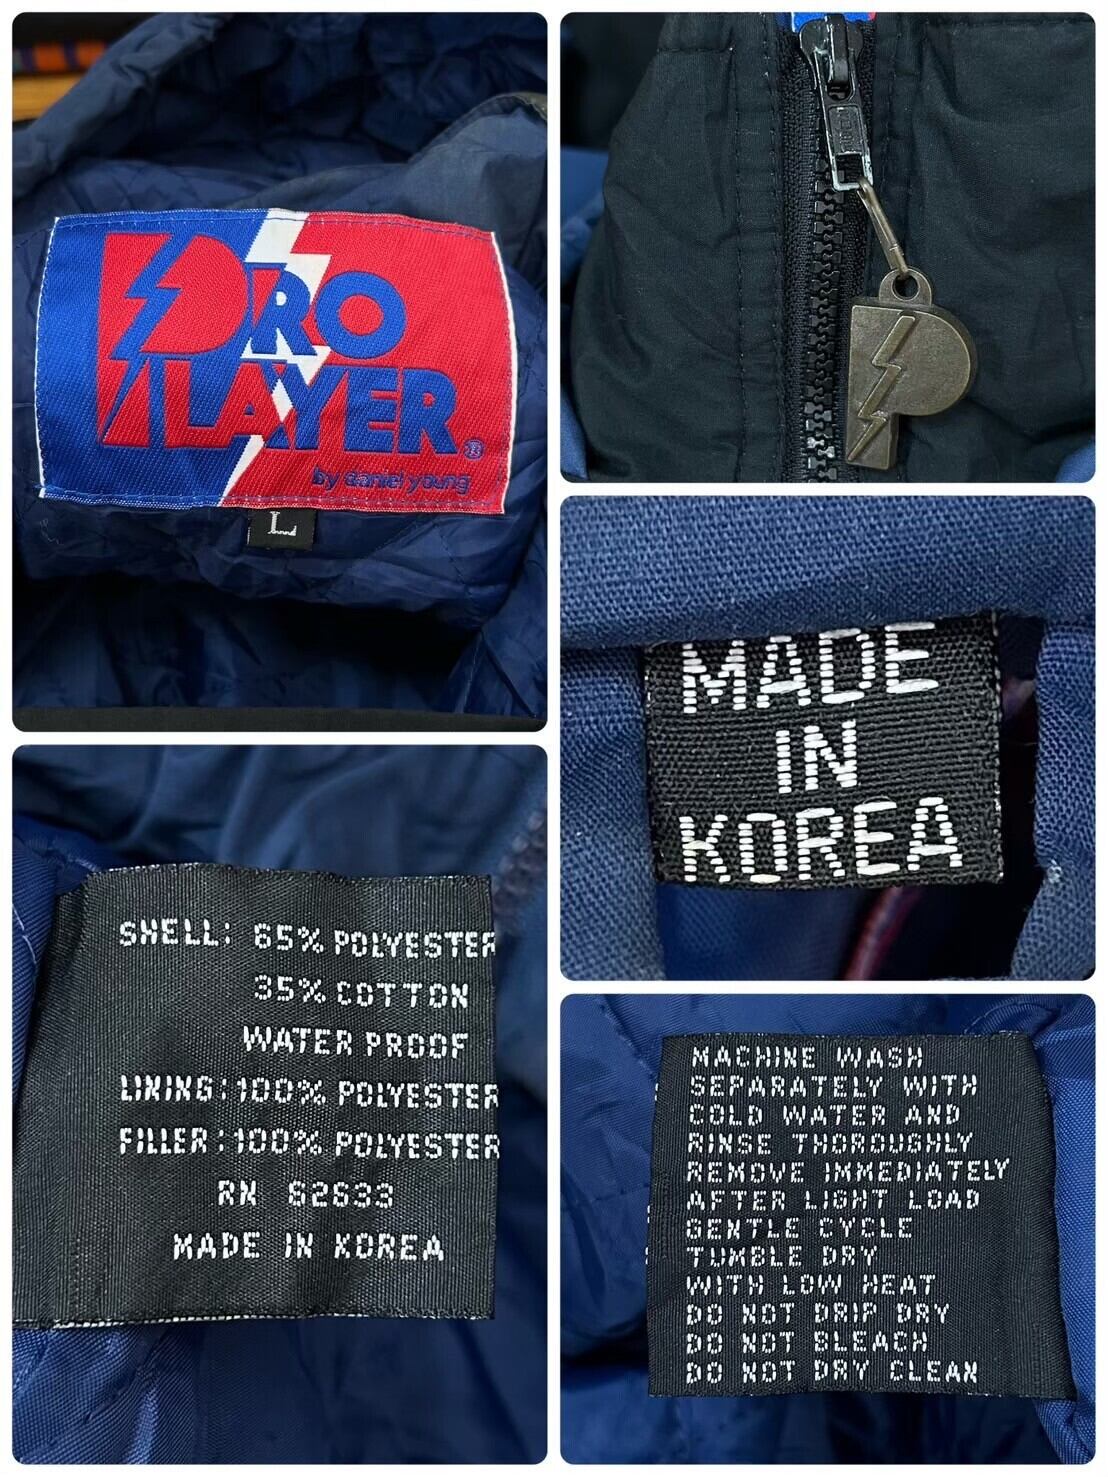 PRO
PLAYER®
by daniel young
L
MADE
IN
KOREA
SHELL: 65% POLYESTER
35% COTTON
WATER PROOF
LINING: 100% POLYESTER
FILLER: 100% POLYESTER
RN 62633
MADE IN KOREA
MACHINE WASH
SEPARATELY WITH
COLD WATER AND
RINSE THOROUGHLY
REMOVE IMMEDIATELY
AFTER LIGHT LOAD
GENTLE CYCLE
TUMBLE DRY
WITH LOW HEAT
DO NOT DRIP DRY
DO NOT BLEACH
DO NOT DRY CLEAN